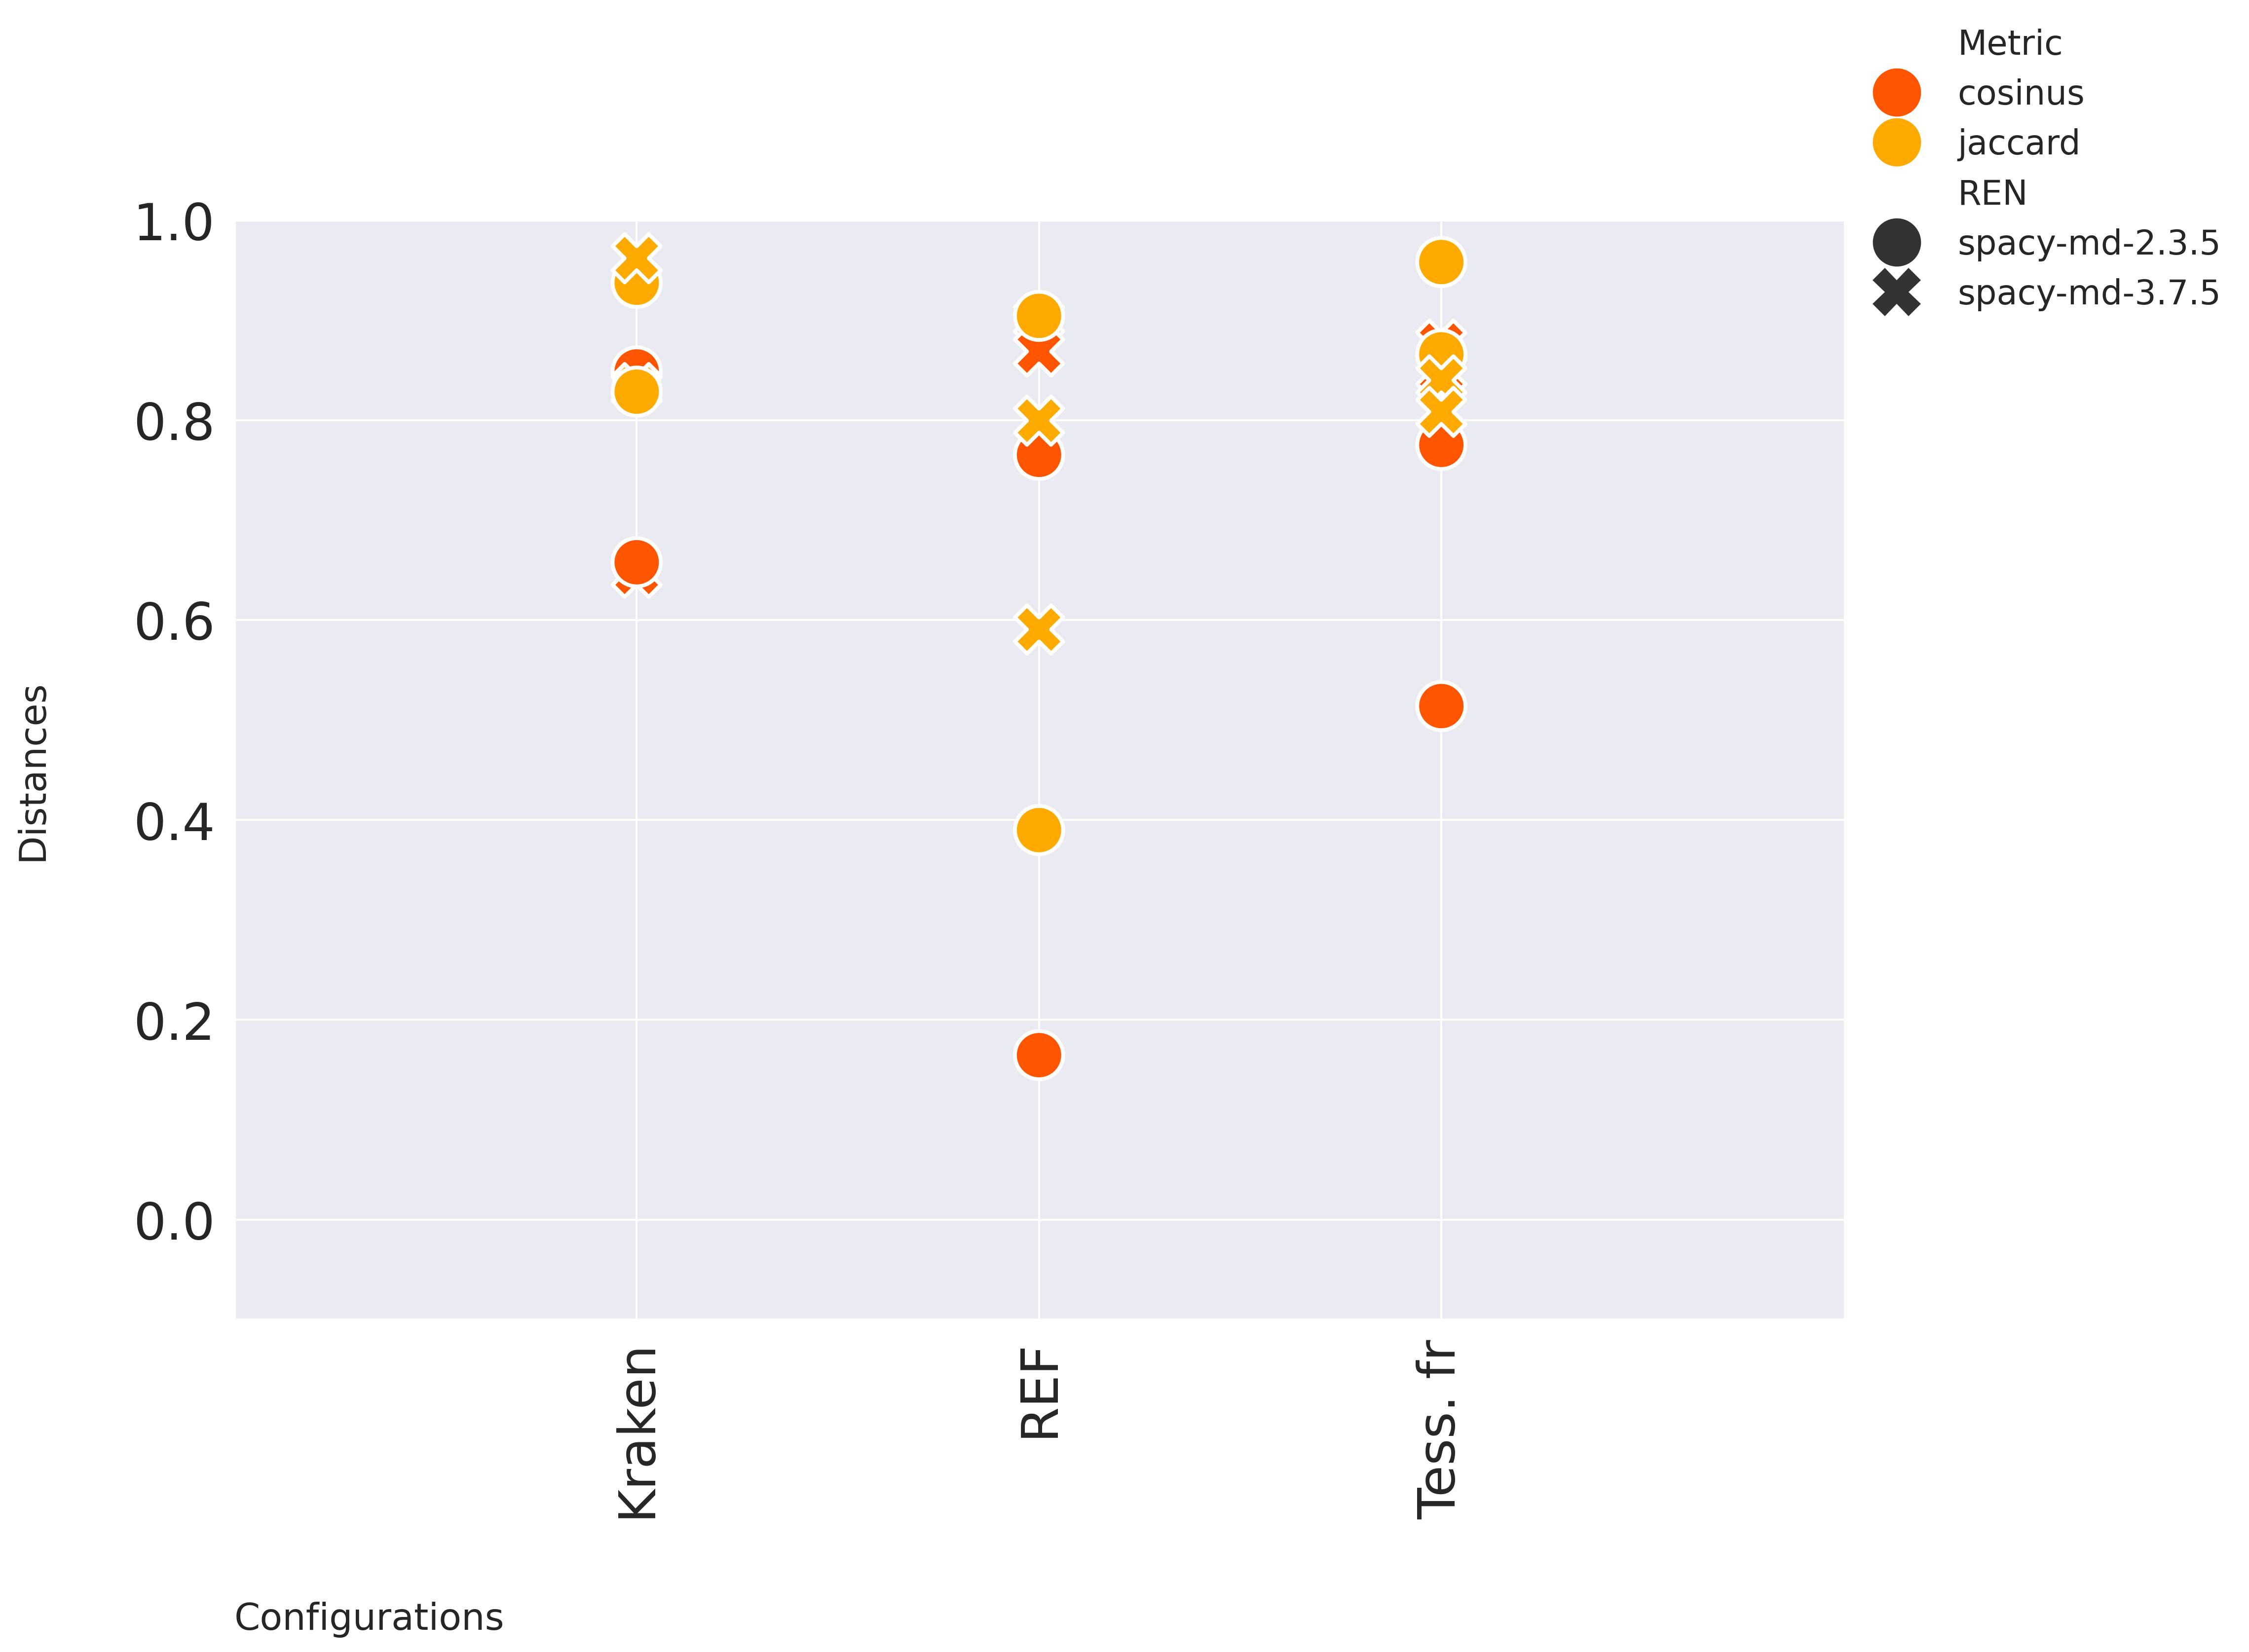 Metric
cosinus
jaccard
REN
spacy-md-2.3.5
spacy-md-3.7.5
1.0
0.8
0.6
0.4
0.2
0.0
Distances
Kraken
REF
Tess. fr
Configurations